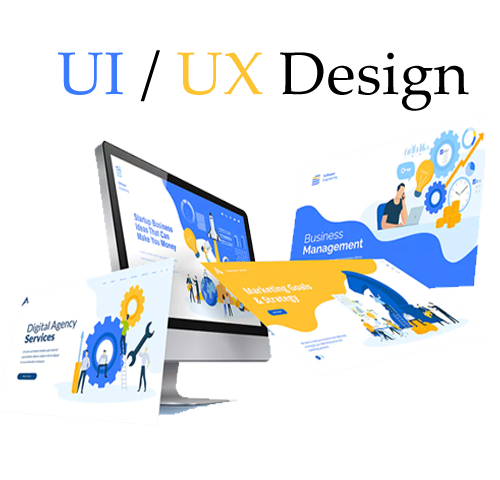 UI / UX Design
Startup Business
Ideas That Can
Make You Money
Business
Management
Marketing Goals
& Strategy
Digital Agency
Services